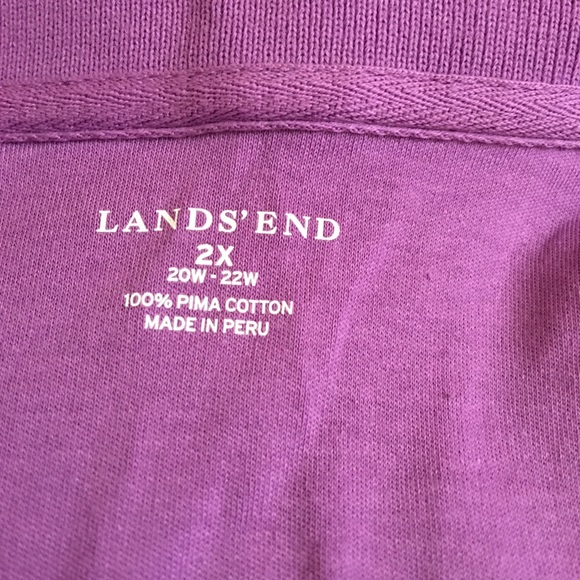 LANDS' END
2X
20W - 22W
100% PIMA COTTON
MADE IN PERU